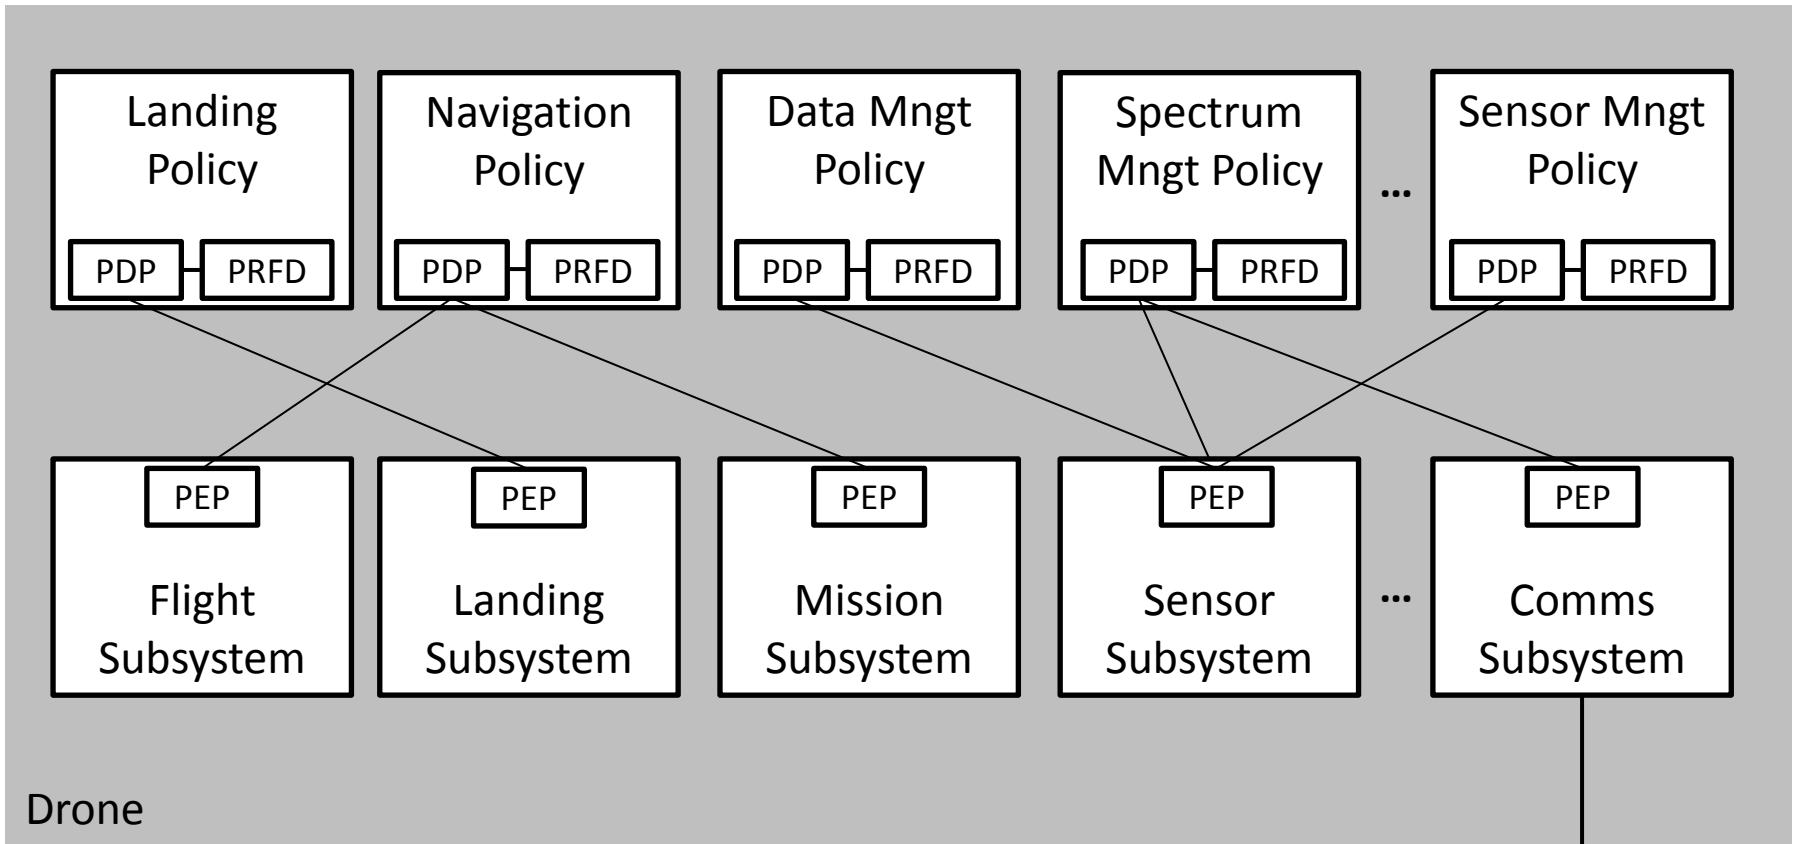 Landing
Policy
PDP
PRFD
Navigation
Policy
PDP
PRFD
Data Mngt
Policy
PDP
PRFD
Spectrum
Mngt Policy
PDP
PRFD
...
Sensor Mngt
Policy
PDP
PRFD
PEP
Flight
Subsystem
PEP
Landing
Subsystem
PEP
Mission
Subsystem
PEP
Sensor
Subsystem
...
PEP
Comms
Subsystem
Drone